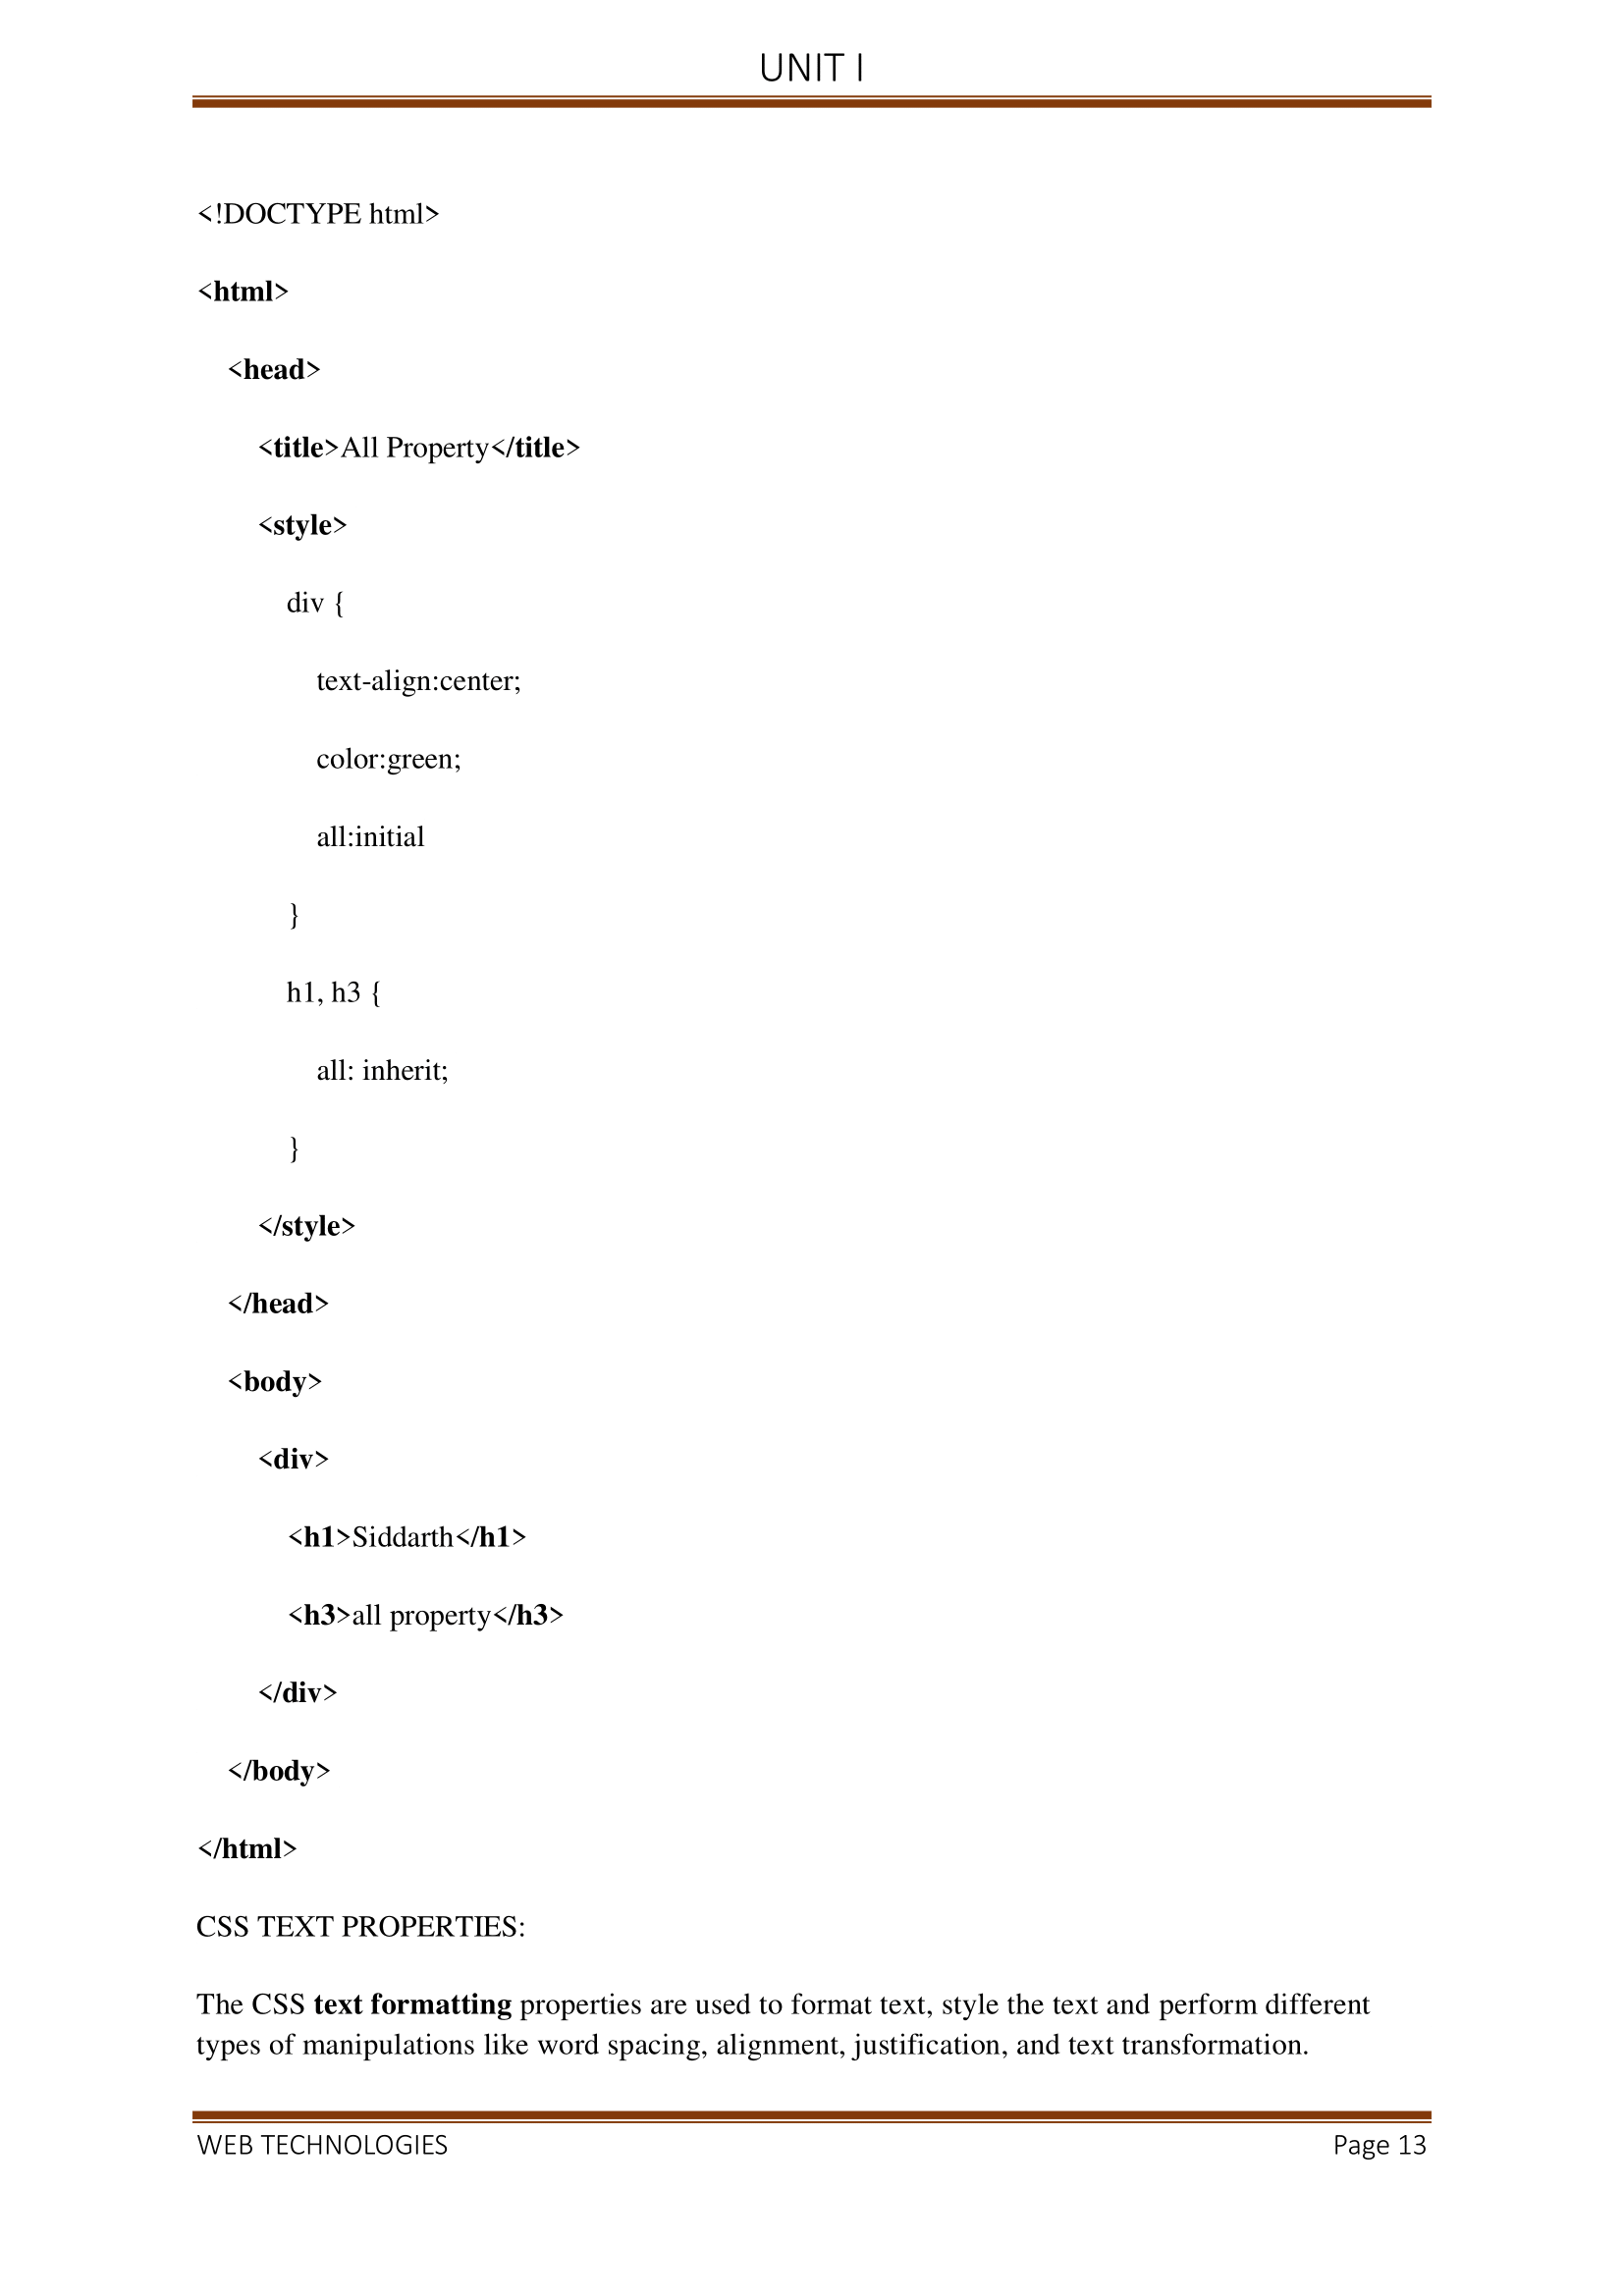 UNIT I
<!DOCTYPE html>
<html>
<head>
<title>All Property</title>
<style>
div {
text-align:center;
color:green;
all:initial
}
h1, h3 {
all: inherit;
}
</style>
</head>
<body>
<div>
<h1>Siddarth</h1>
<h3>all property</h3>
</div>
</body>
</html>
CSS TEXT PROPERTIES:
The CSS text formatting properties are used to format text, style the text and perform different
types of manipulations like word spacing, alignment, justification, and text transformation.
WEB TECHNOLOGIES Page 13